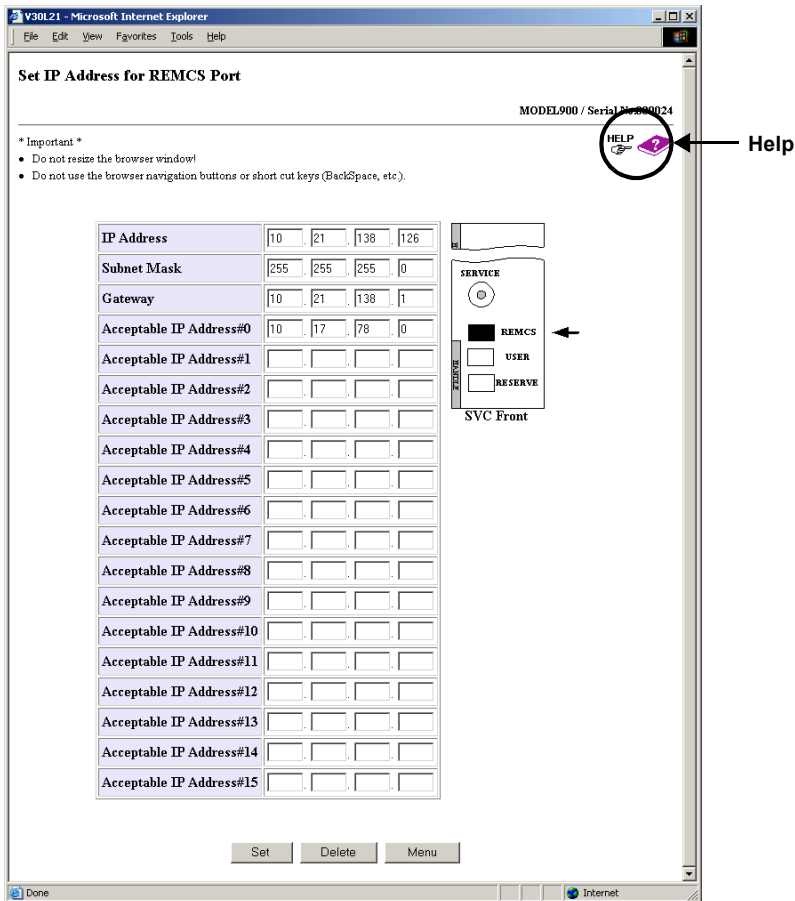 V30L21 - Microsoft Internet Explorer
File Edit View Favorites Tools Help
Set IP Address for REMCS Port
MODEL900 / Serial
* Important *
HELP
?
Help
• Do not resize the browser window!
• Do not use the browser navigation buttons or short cut keys (BackSpace, etc.).
IP Address 10 . 21 . 138 . 126
Subnet Mask 255 . 255 . 255 . 0
Gateway 10 . 21 . 138 . 1
Acceptable IP Address#0 10 . 17 . 78 . 0
Acceptable IP Address#1 . . .
Acceptable IP Address#2 . . .
Acceptable IP Address#3 . . .
Acceptable IP Address#4 . . .
Acceptable IP Address#5 . . .
Acceptable IP Address#6 . . .
Acceptable IP Address#7 . . .
Acceptable IP Address#8 . . .
Acceptable IP Address#9 . . .
Acceptable IP Address#10 . . .
Acceptable IP Address#11 . . .
Acceptable IP Address#12 . . .
Acceptable IP Address#13 . . .
Acceptable IP Address#14 . . .
Acceptable IP Address#15 . . .
SERVICE
REMCS
USER
HANDLE
RESERVE
SVC Front
Set Delete Menu
Done Internet